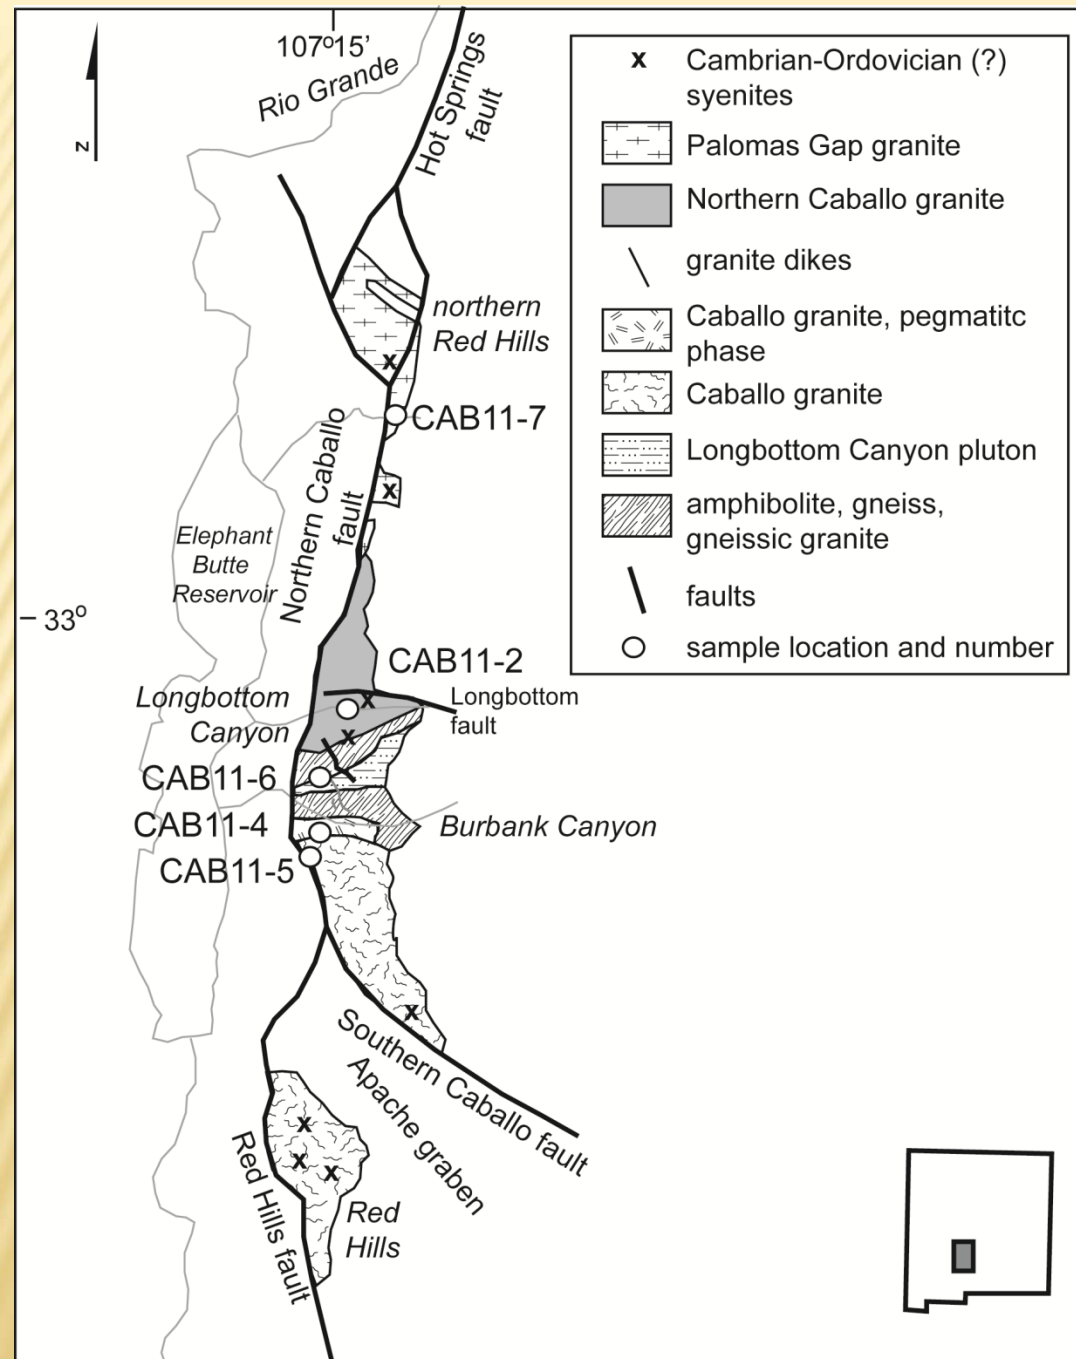 107º15'
Rio Grande
Hot Springs
fault
z
x Cambrian-Ordovician (?)
syenites
Palomas Gap granite
Northern Caballo granite
granite dikes
Caballo granite, pegmatitc
phase
Caballo granite
Longbottom Canyon pluton
amphibolite, gneiss,
gneissic granite
faults
sample location and number
northern
Red Hills
x
CAB11-7
x
Northern Caballo
fault
Elephant
Butte
Reservoir
33º
CAB11-2
x
Longbottom
Canyon
Longbottom
fault
x
CAB11-6
CAB11-4
Burbank Canyon
CAB11-5
x
Southern Caballo fault
Apache graben
x
x
x
Red Hills fault
Red
Hills